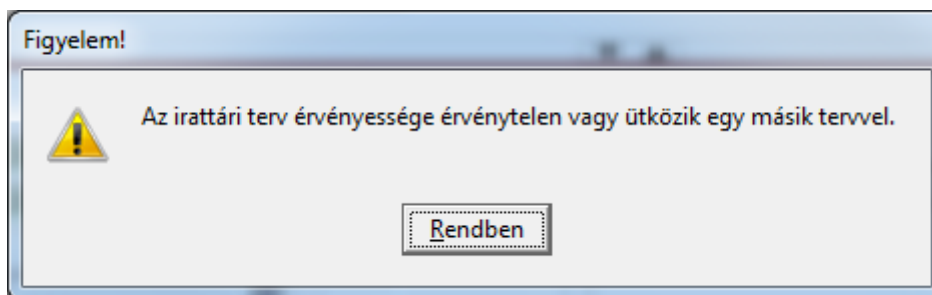 Figyelem!
Az irattári terv érvényessége érvénytelen vagy ütközik egy másik tervvel.
Rendben